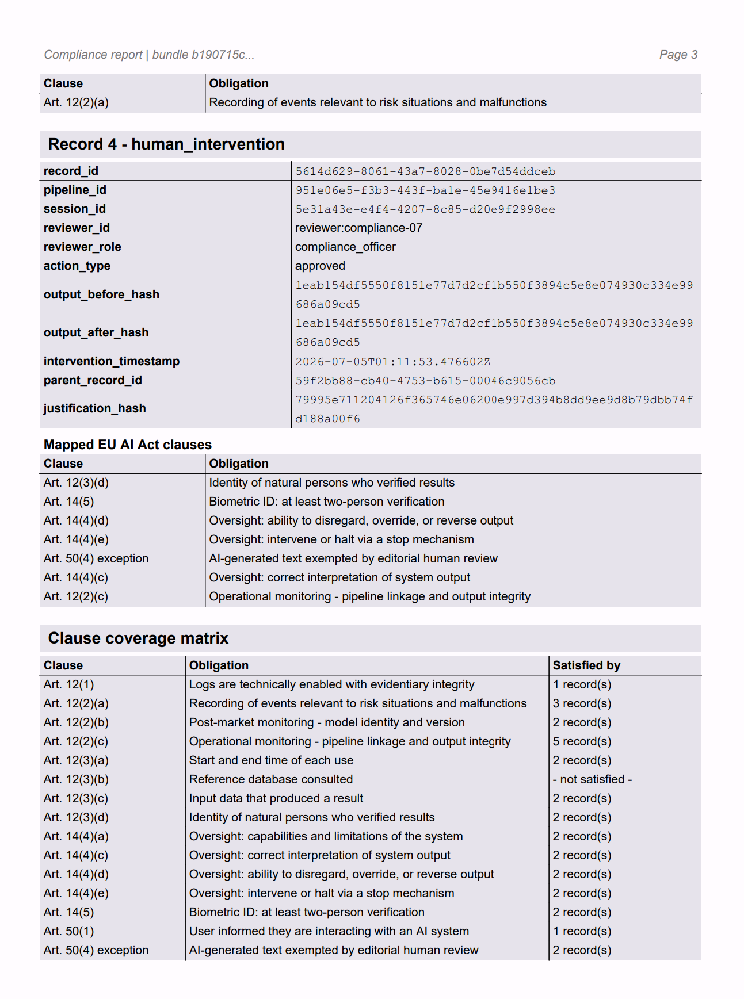 Compliance report | bundle b190715c... Page 3
Clause Obligation
Art. 12(2)(a) Recording of events relevant to risk situations and malfunctions
Record 4 - human_intervention
record_id 5614d629-8061-43a7-8028-0be7d54ddceb
pipeline_id 951e06e5-f3b3-443f-ba1e-45e9416e1be3
session_id 5e31a43e-e4f4-4207-8c85-d20e9f2998ee
reviewer_id reviewer:compliance-07
reviewer_role compliance_officer
action_type approved
output_before_hash 1eab154df5550f8151e77d7d2cf1b550f3894c5e8e074930c334e99
686a09cd5
output_after_hash 1eab154df5550f8151e77d7d2cf1b550f3894c5e8e074930c334e99
686a09cd5
intervention_timestamp 2026-07-05T01:11:53.476602Z
parent_record_id 59f2bb88-cb40-4753-b615-00046c9056cb
justification_hash 79995e711204126f365746e06200e997d394b8dd9ee9d8b79dbb74f
d188a00f6
Mapped EU AI Act clauses
Clause Obligation
Art. 12(3)(d) Identity of natural persons who verified results
Art. 14(5) Biometric ID: at least two-person verification
Art. 14(4)(d) Oversight: ability to disregard, override, or reverse output
Art. 14(4)(e) Oversight: intervene or halt via a stop mechanism
Art. 50(4) exception AI-generated text exempted by editorial human review
Art. 14(4)(c) Oversight: correct interpretation of system output
Art. 12(2)(c) Operational monitoring - pipeline linkage and output integrity
Clause coverage matrix
Clause Obligation Satisfied by
Art. 12(1) Logs are technically enabled with evidentiary integrity 1 record(s)
Art. 12(2)(a) Recording of events relevant to risk situations and malfunctions 3 record(s)
Art. 12(2)(b) Post-market monitoring - model identity and version 2 record(s)
Art. 12(2)(c) Operational monitoring - pipeline linkage and output integrity 5 record(s)
Art. 12(3)(a) Start and end time of each use 2 record(s)
Art. 12(3)(b) Reference database consulted - not satisfied -
Art. 12(3)(c) Input data that produced a result 2 record(s)
Art. 12(3)(d) Identity of natural persons who verified results 2 record(s)
Art. 14(4)(a) Oversight: capabilities and limitations of the system 2 record(s)
Art. 14(4)(c) Oversight: correct interpretation of system output 2 record(s)
Art. 14(4)(d) Oversight: ability to disregard, override, or reverse output 2 record(s)
Art. 14(4)(e) Oversight: intervene or halt via a stop mechanism 2 record(s)
Art. 14(5) Biometric ID: at least two-person verification 2 record(s)
Art. 50(1) User informed they are interacting with an AI system 1 record(s)
Art. 50(4) exception AI-generated text exempted by editorial human review 2 record(s)